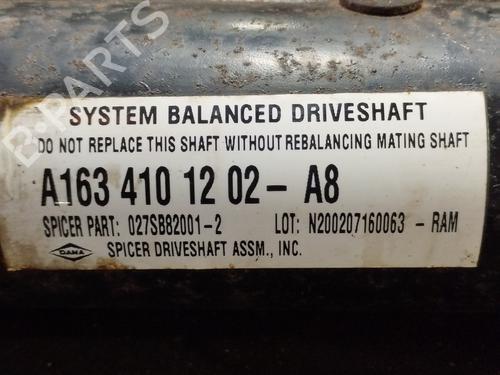 SYSTEM BALANCED DRIVESHAFT
DO NOT REPLACE THIS SHAFT WITHOUT REBALANCING MATING SHAFT
A163 410 12 02- A8
SPICER PART: 027SB82001-2 LOT: N200207160063 -RAM
DANA SPICER DRIVESHAFT ASSM., INC.
B-PARTS